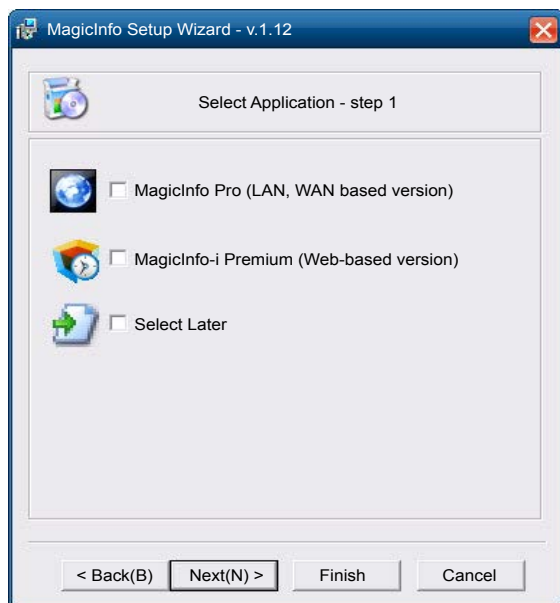 MagicInfo Setup Wizard - v.1.12
Select Application - step 1
MagicInfo Pro (LAN, WAN based version)
MagicInfo-i Premium (Web-based version)
Select Later
< Back(B) Next(N) > Finish Cancel